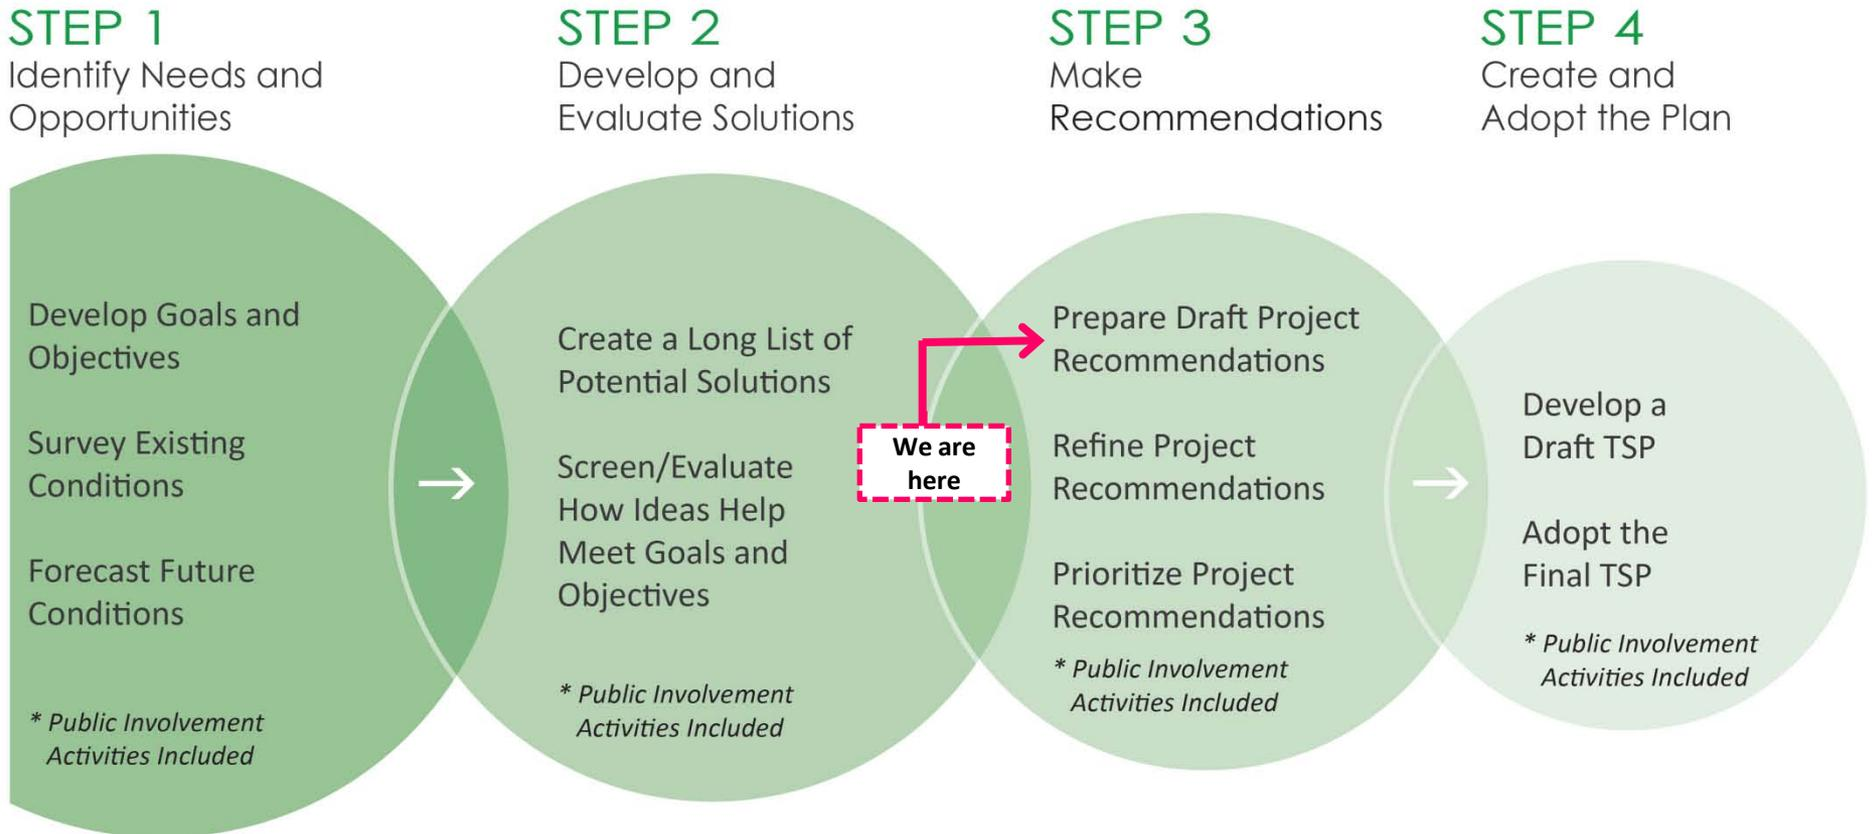 STEP 1
Identify Needs and
Opportunities
Develop Goals and
Objectives
Survey Existing
Conditions
Forecast Future
Conditions
* Public Involvement
Activities Included
STEP 2
Develop and
Evaluate Solutions
Create a Long List of
Potential Solutions
Screen/Evaluate
How Ideas Help
Meet Goals and
Objectives
* Public Involvement
Activities Included
We are
here
STEP 3
Make
Recommendations
Prepare Draft Project
Recommendations
Refine Project
Recommendations
Prioritize Project
Recommendations
* Public Involvement
Activities Included
STEP 4
Create and
Adopt the Plan
Develop a
Draft TSP
Adopt the
Final TSP
* Public Involvement
Activities Included